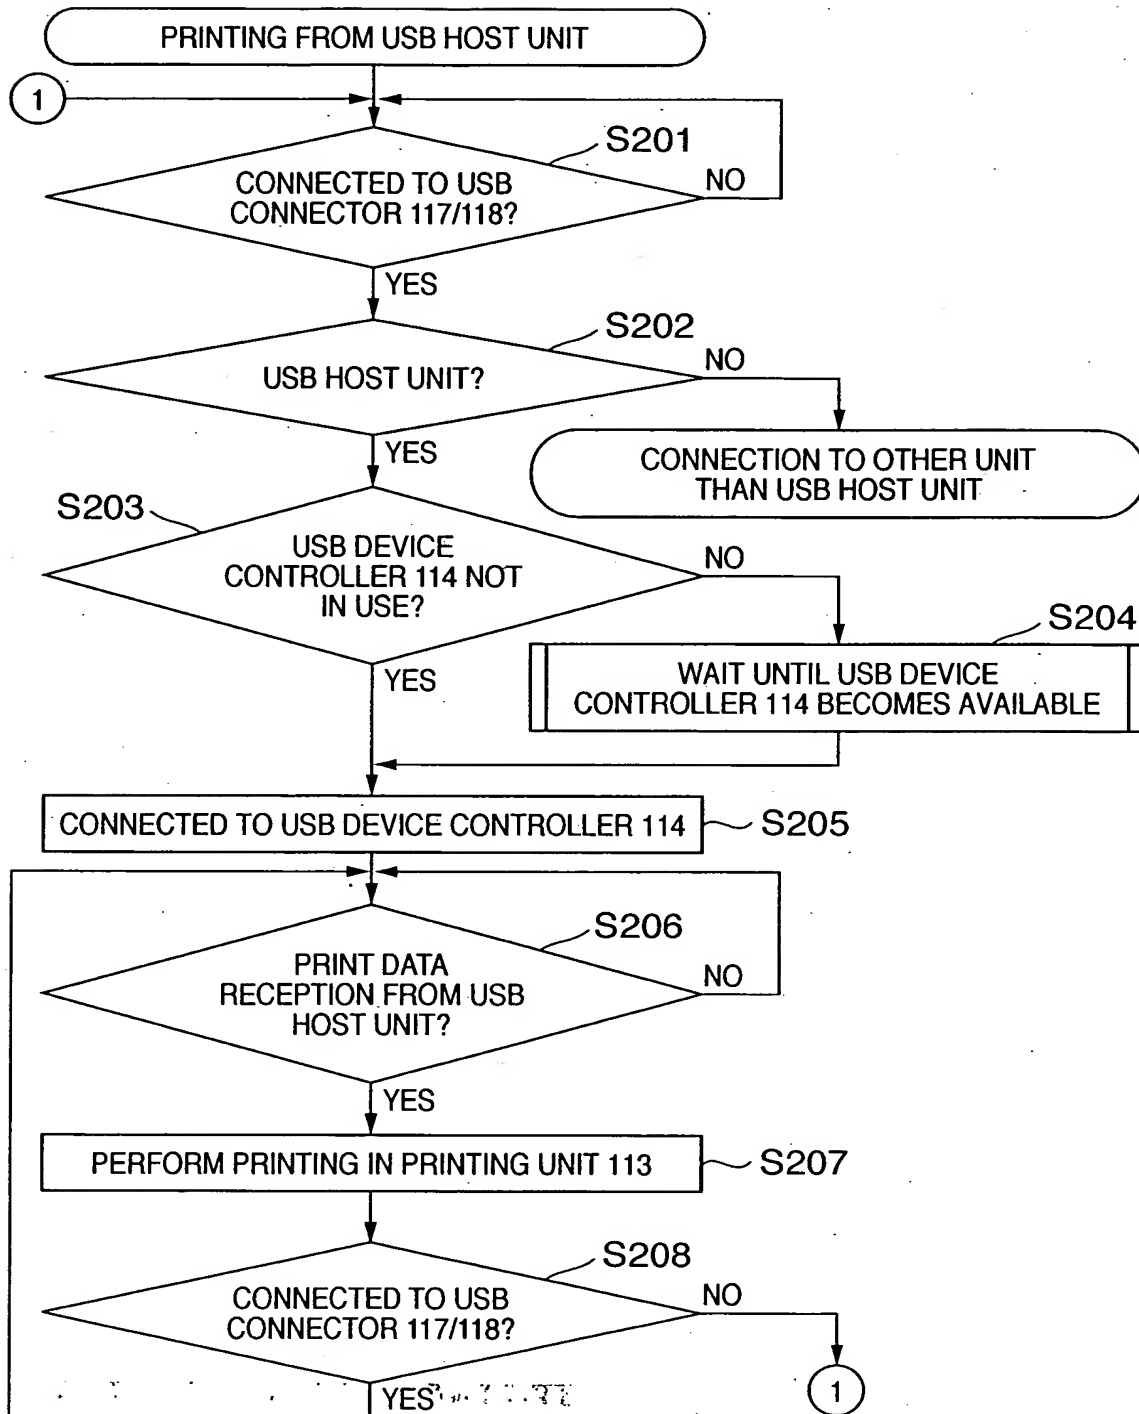 PRINTING FROM USB HOST UNIT
1
S201
CONNECTED TO USB
CONNECTOR 117/118?
NO
YES
S202
USB HOST UNIT?
NO
YES
CONNECTION TO OTHER UNIT
THAN USB HOST UNIT
S203
USB DEVICE
CONTROLLER 114 NOT
IN USE?
NO
YES
S204
WAIT UNTIL USB DEVICE
CONTROLLER 114 BECOMES AVAILABLE
CONNECTED TO USB DEVICE CONTROLLER 114
S205
S206
PRINT DATA
RECEPTION FROM USB
HOST UNIT?
NO
YES
PERFORM PRINTING IN PRINTING UNIT 113
S207
S208
CONNECTED TO USB
CONNECTOR 117/118?
NO
YES
1